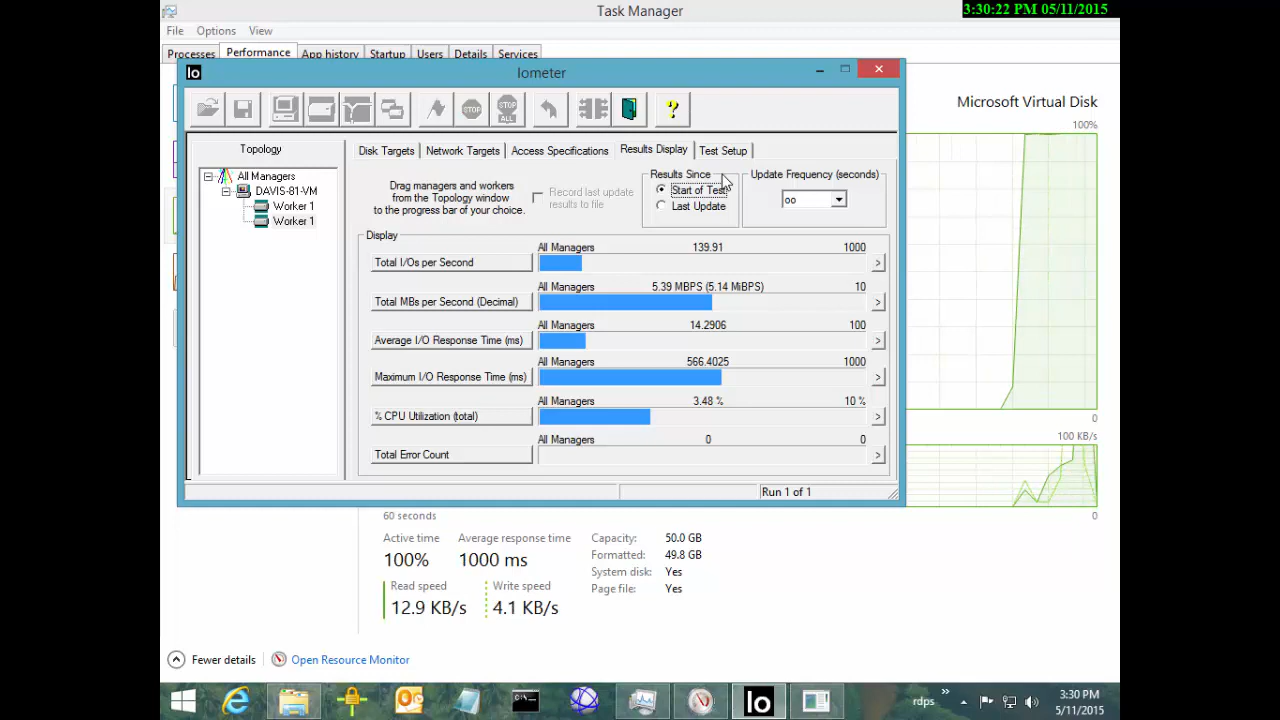 Task Manager
3:30:22 PM 05/11/2015
File Options View
Processes Performance App history Startup Users Details Services
Io Iometer
Microsoft Virtual Disk
100%
STOP STOP ALL ?
Topology
Disk Targets Network Targets Access Specifications Results Display Test Setup
All Managers
DAVIS-81-VM
Worker 1
Worker 1
Drag managers and workers
from the Topology window
to the progress bar of your choice.
Record last update
results to file
Results Since
Start of Test
Last Update
Update Frequency (seconds)
oo
Display
All Managers 139.91 1000
Total I/Os per Second >
All Managers 5.39 MBPS (5.14 MiBPS) 10
Total MBs per Second (Decimal) >
All Managers 14.2906 100
Average I/O Response Time (ms) >
All Managers 566.4025 1000
Maximum I/O Response Time (ms) >
All Managers 3.48 % 10 %
% CPU Utilization (total) >
All Managers 0 0
Total Error Count >
Run 1 of 1
0
100 KB/s
60 seconds
0
Active time
100%
Average response time
1000 ms
Read speed
12.9 KB/s
Write speed
4.1 KB/s
Capacity: 50.0 GB
Formatted: 49.8 GB
System disk: Yes
Page file: Yes
Fewer details Open Resource Monitor
Io
rdps »
3:30 PM
5/11/2015